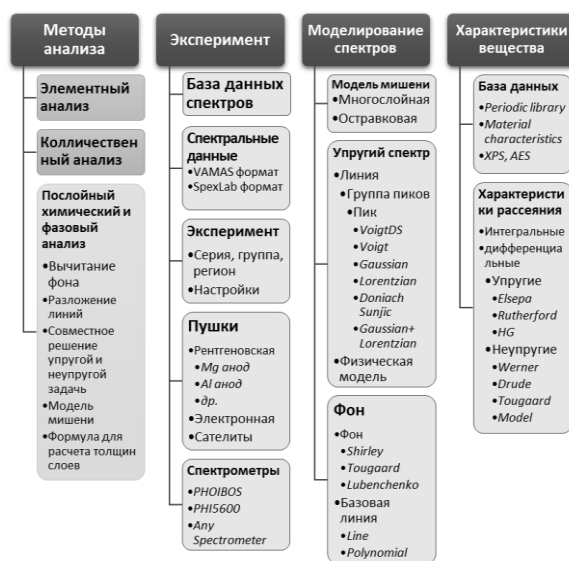 Методы
анализа
Элементный
анализ
Колличествен
ный анализ
Послойный
химический и
фазовый
анализ
•Вычитание
фона
•Разложение
линий
•Совместное
решение
упругой и
неупругой
задачь
•Модель
мишени
•Формула для
расчета толщин
слоев
Эксперимент
База данных
спектров
Спектральные
данные
•VAMAS формат
•SpexLab формат
Эксперимент
•Серия, группа,
регион
•Настройки
Пушки
•Рентгеновская
•Mg анод
•Al анод
•др.
•Электронная
•Сателиты
Спектрометры
•PHOIBOS
•PHI5600
•Any
Spectrometer
Моделирование
спектров
Модель мишени
•Многослойная
•Остравковая
Упругий спектр
•Линия
•Группа пиков
•Пик
•VoigtDS
•Voigt
•Gaussian
•Lorentzian
•Doniach
Sunjic
•Gaussian+
Lorentzian
•Физическая
модель
Фон
•Фон
•Shirley
•Tougaard
•Lubenchenko
•Базовая
линия
•Line
•Polynomial
Характеристики
вещества
База данных
•Periodic library
•Material
characteristics
•XPS, AES
Характеристи
ки рассеяния
•Интегральные
•дифференциа
льные
•Упругие
•Elsepa
•Rutherford
•HG
•Неупругие
•Werner
•Drude
•Tougaard
•Model